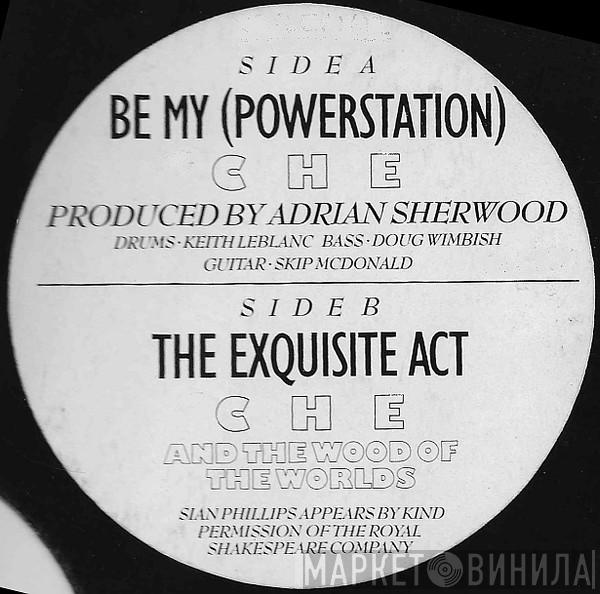 SIDE A
BE MY (POWERSTATION)
CHE
PRODUCED BY ADRIAN SHERWOOD
DRUMS · KEITH LEBLANC BASS · DOUG WIMBISH
GUITAR · SKIP MCDONALD
SIDE B
THE EXQUISITE ACT
CHE
AND THE WOOD OF
THE WORLDS
SIAN PHILLIPS APPEARS BY KIND
PERMISSION OF THE ROYAL
SHAKESPEARE COMPANY
МАРКЕТ ВИНИЛА